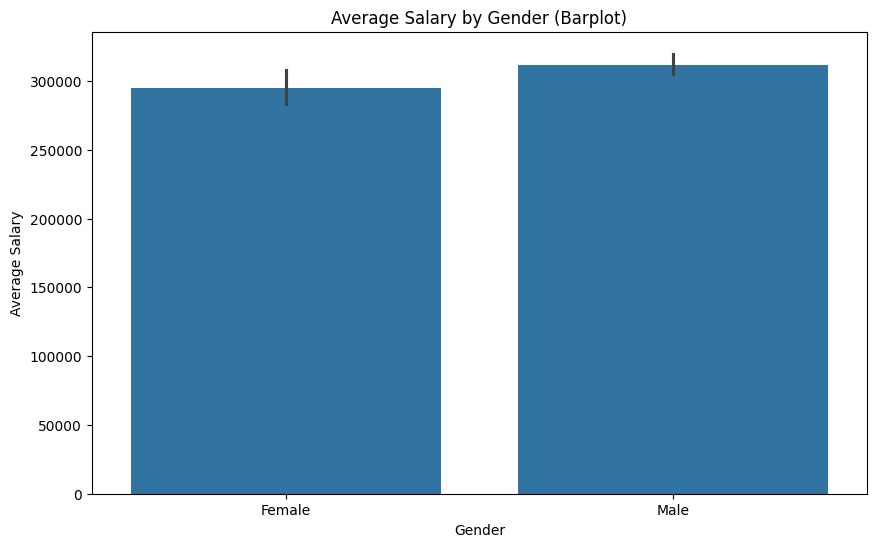 Average Salary by Gender (Barplot)
300000
250000
200000
150000
100000
50000
0
Average Salary
Female
Male
Gender